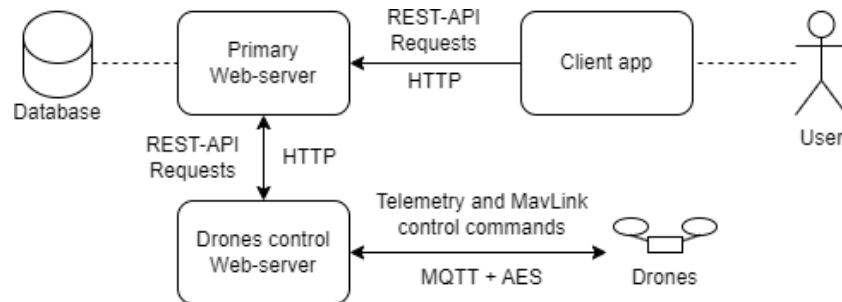 REST-API
Requests
Primary
Web-server
Client app
HTTP
Database
User
REST-API
Requests
HTTP
Telemetry and MavLink
control commands
Drones control
Web-server
MQTT + AES
Drones